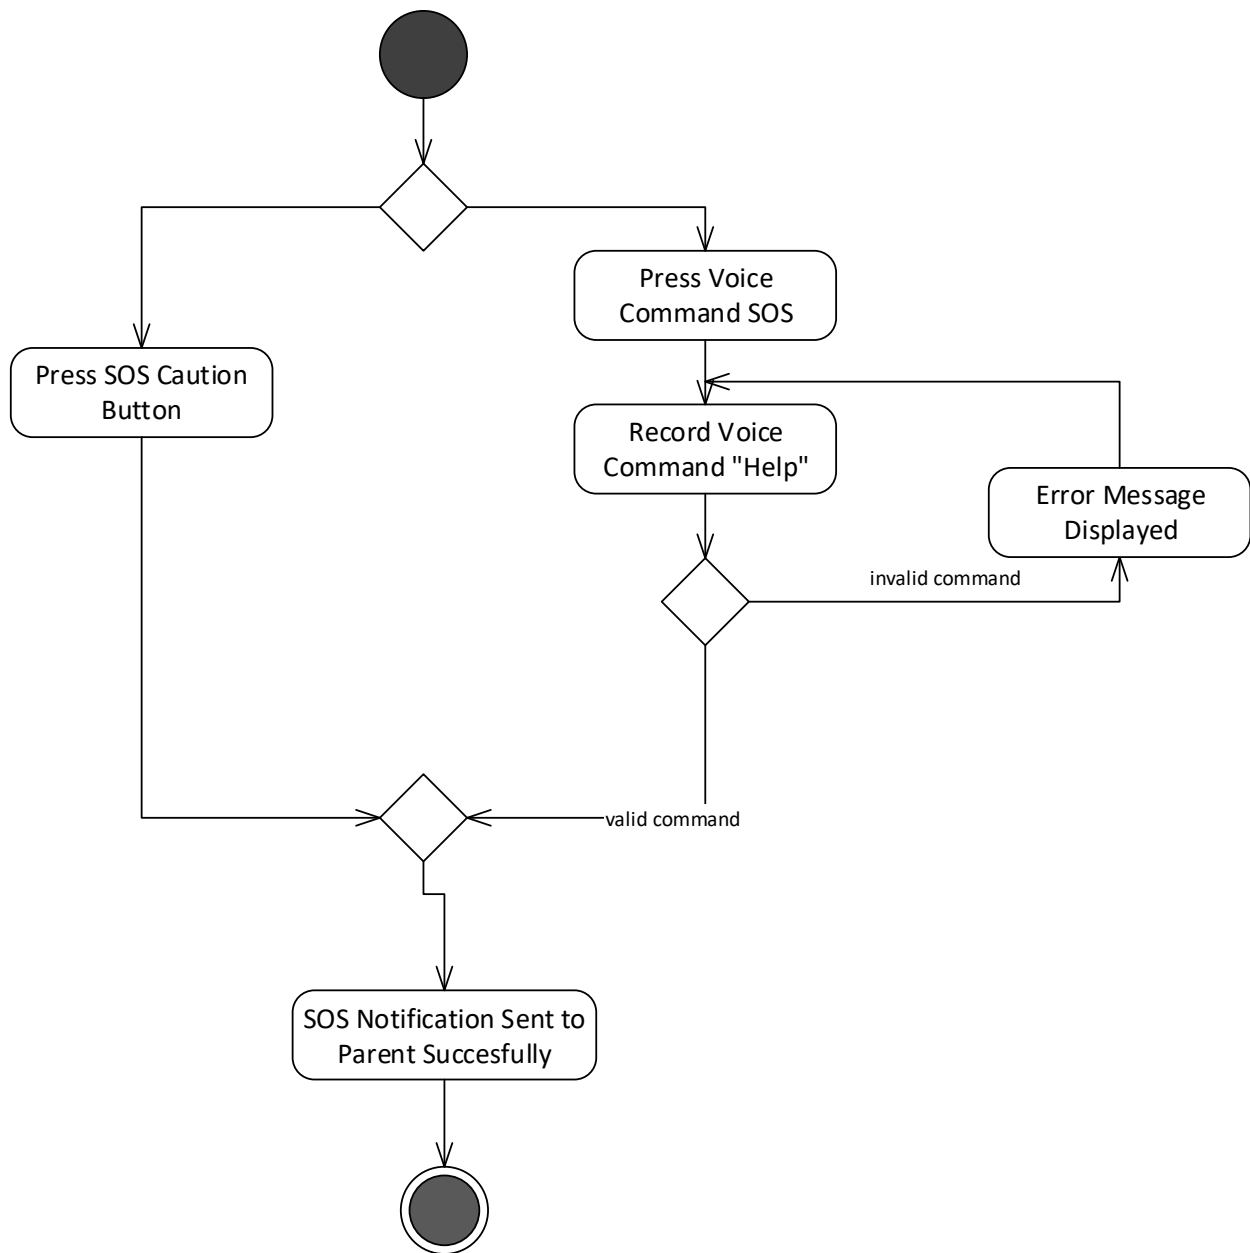 Press Voice
Command SOS
Press SOS Caution
Button
Record Voice
Command "Help"
Error Message
Displayed
invalid command
valid command
SOS Notification Sent to
Parent Succesfully